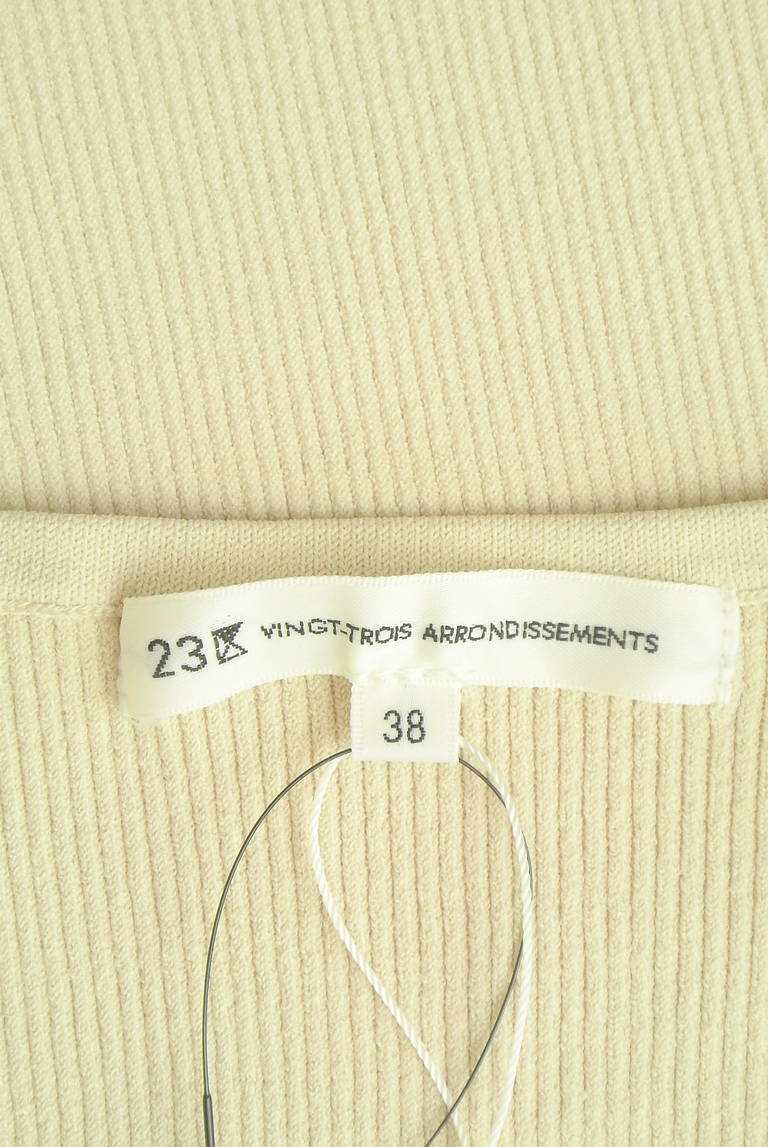 23区 VINGT-TROIS ARRONDISSEMENTS
38